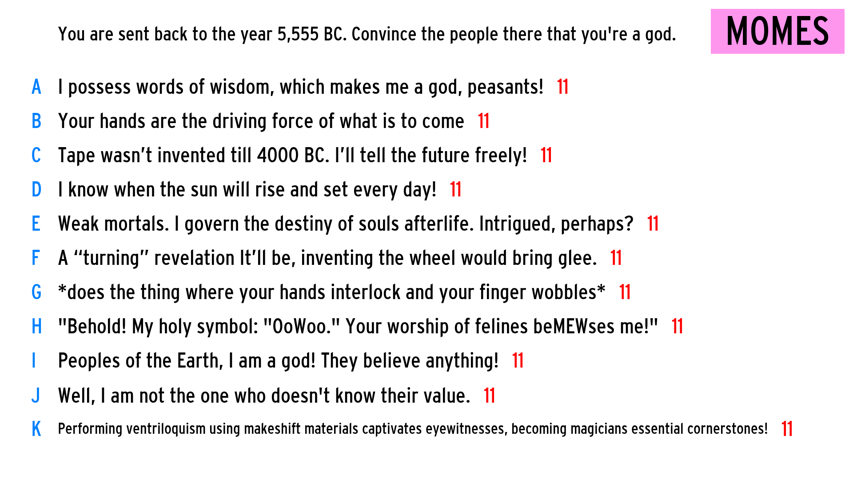 You are sent back to the year 5,555 BC. Convince the people there that you're a god.
MOMES
A I possess words of wisdom, which makes me a god, peasants! 11
B Your hands are the driving force of what is to come 11
C Tape wasn’t invented till 4000 BC. I’ll tell the future freely! 11
D I know when the sun will rise and set every day! 11
E Weak mortals. I govern the destiny of souls afterlife. Intrigued, perhaps? 11
F A “turning” revelation It’ll be, inventing the wheel would bring glee. 11
G *does the thing where your hands interlock and your finger wobbles* 11
H "Behold! My holy symbol: "OoWoo." Your worship of felines beMEWses me!" 11
I Peoples of the Earth, I am a god! They believe anything! 11
J Well, I am not the one who doesn't know their value. 11
K Performing ventriloquism using makeshift materials captivates eyewitnesses, becoming magicians essential cornerstones! 11